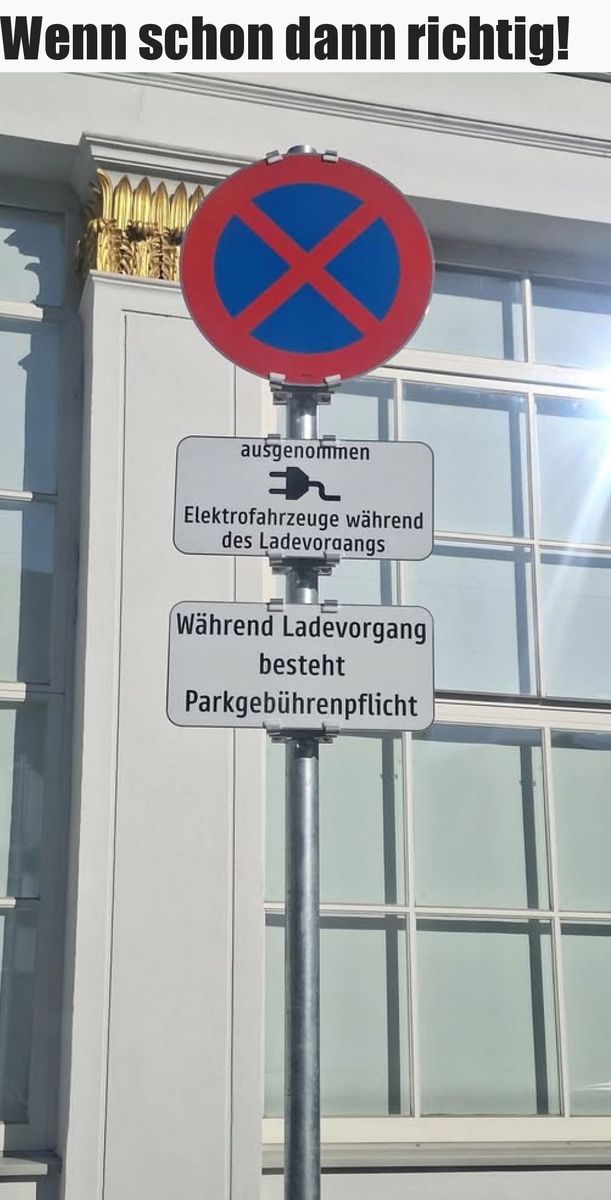 Wenn schon dann richtig!
ausgenommen
Elektrofahrzeuge während
des Ladevorgangs
Während Ladevorgang
besteht
Parkgebührenpflicht